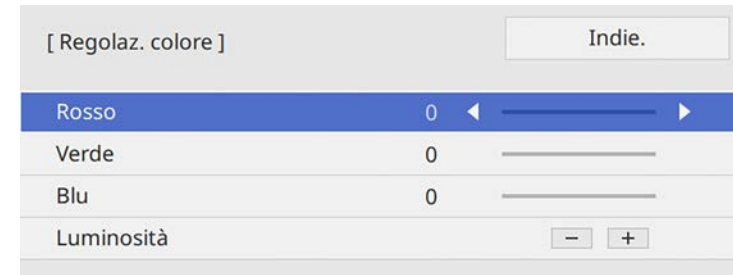 [ Regolaz. colore ] Indie.
Rosso 0
Verde 0
Blu 0
Luminosità − +